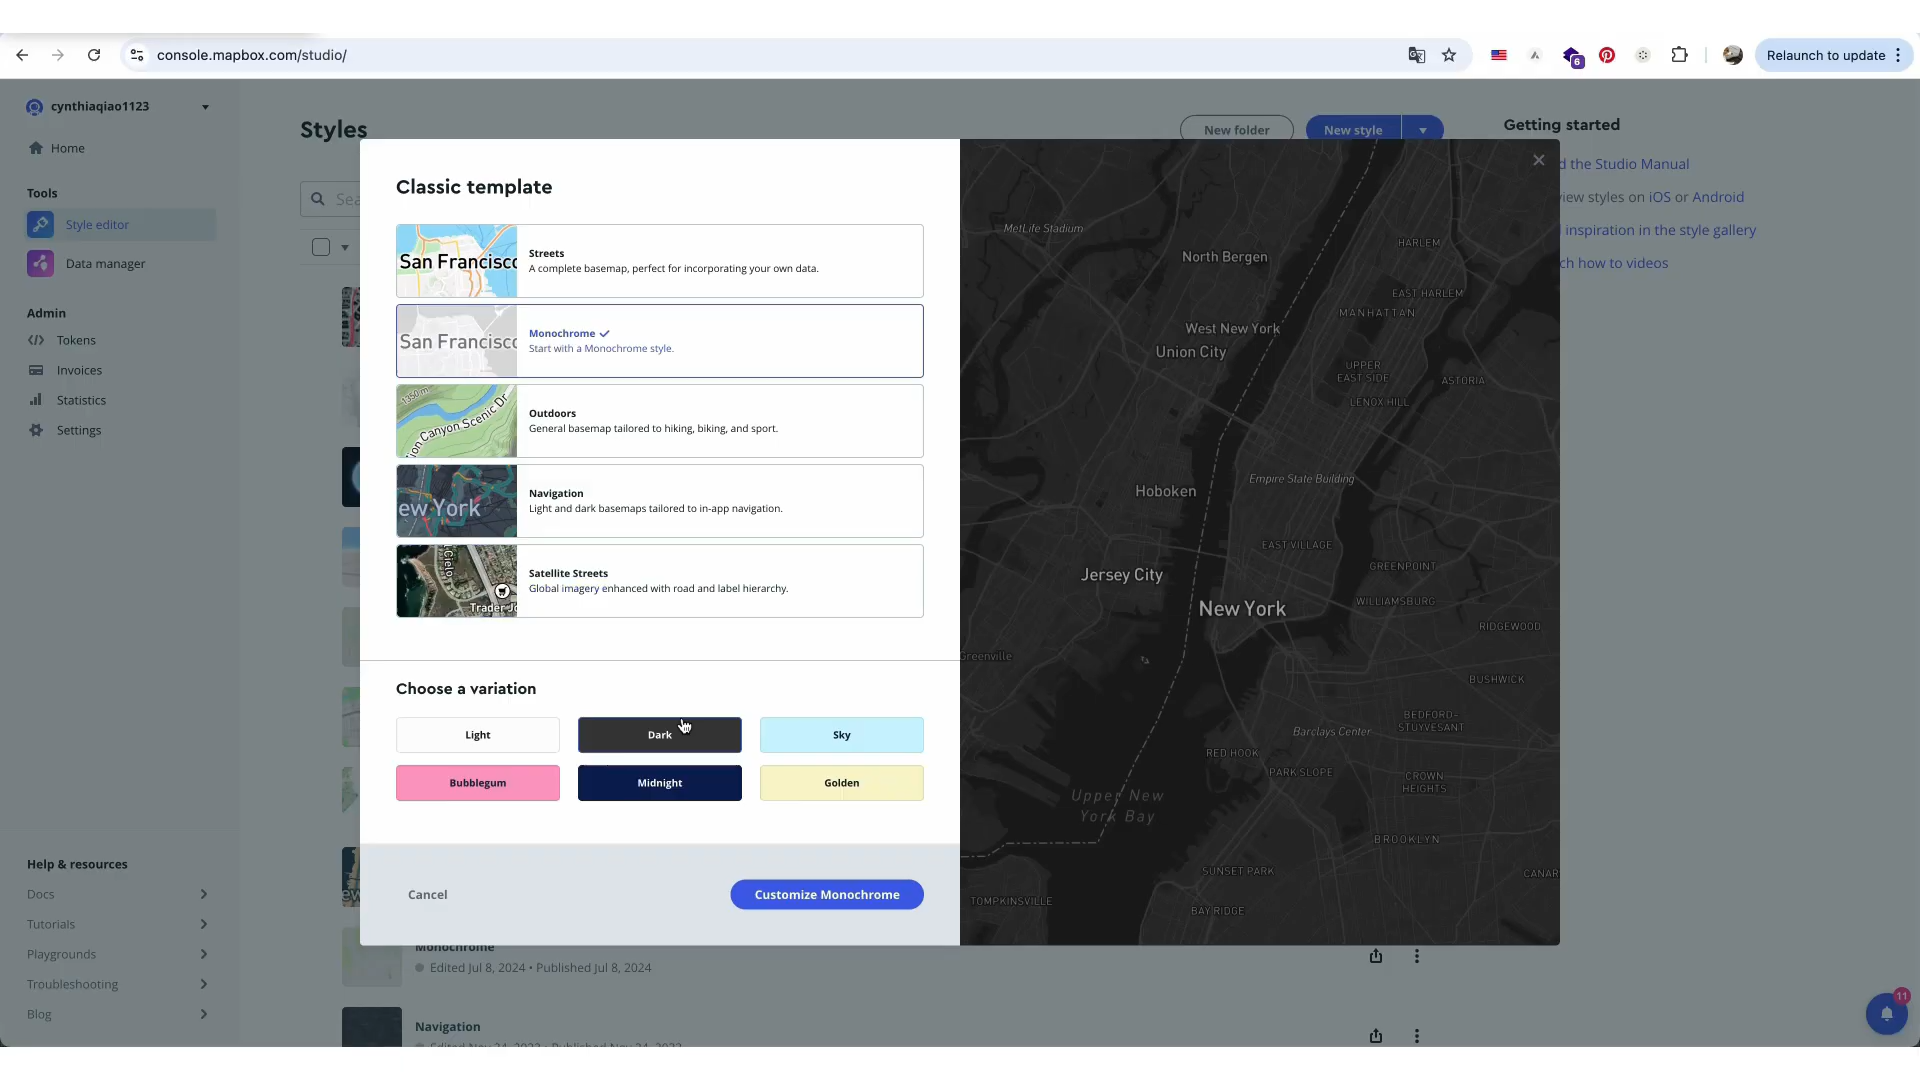 console.mapbox.com/studio/
6
Relaunch to update
cynthiaqiao1123
Home
Tools
Style editor
Data manager
Admin
Tokens
Invoices
Statistics
Settings
Help & resources
Docs
Tutorials
Playgrounds
Troubleshooting
Blog
Styles
New folder
New style
Getting started
d the Studio Manual
iew styles on iOS or Android
inspiration in the style gallery
ch how to videos
Sea
Classic template
San Francisco
Streets
A complete basemap, perfect for incorporating your own data.
San Francisco
Monochrome
Start with a Monochrome style.
ion Canyon Scenic Dr
Outdoors
General basemap tailored to hiking, biking, and sport.
ew York
Navigation
Light and dark basemaps tailored to in-app navigation.
Cielo
Trader Jo
Satellite Streets
Global imagery enhanced with road and label hierarchy.
Choose a variation
Light
Dark
Sky
Bubblegum
Midnight
Golden
Cancel
Customize Monochrome
MetLife Stadium
HARLEM
North Bergen
EAST HARLEM
MANHATTAN
West New York
Union City
UPPER
EAST SIDE
ASTORIA
LENOX HILL
Empire State Building
Hoboken
EAST VILLAGE
GREENPOINT
Jersey City
WILLIAMSBURG
New York
RIDGEWOOD
Greenville
BUSHWICK
BEDFORD-
STUYVESANT
Barclays Center
RED HOOK
PARK SLOPE
CROWN
HEIGHTS
Upper New
York Bay
BROOKLYN
SUNSET PARK
CANAR
TOMPKINSVILLE
BAY RIDGE
Monochrome
Edited Jul 8, 2024 • Published Jul 8, 2024
Navigation
11